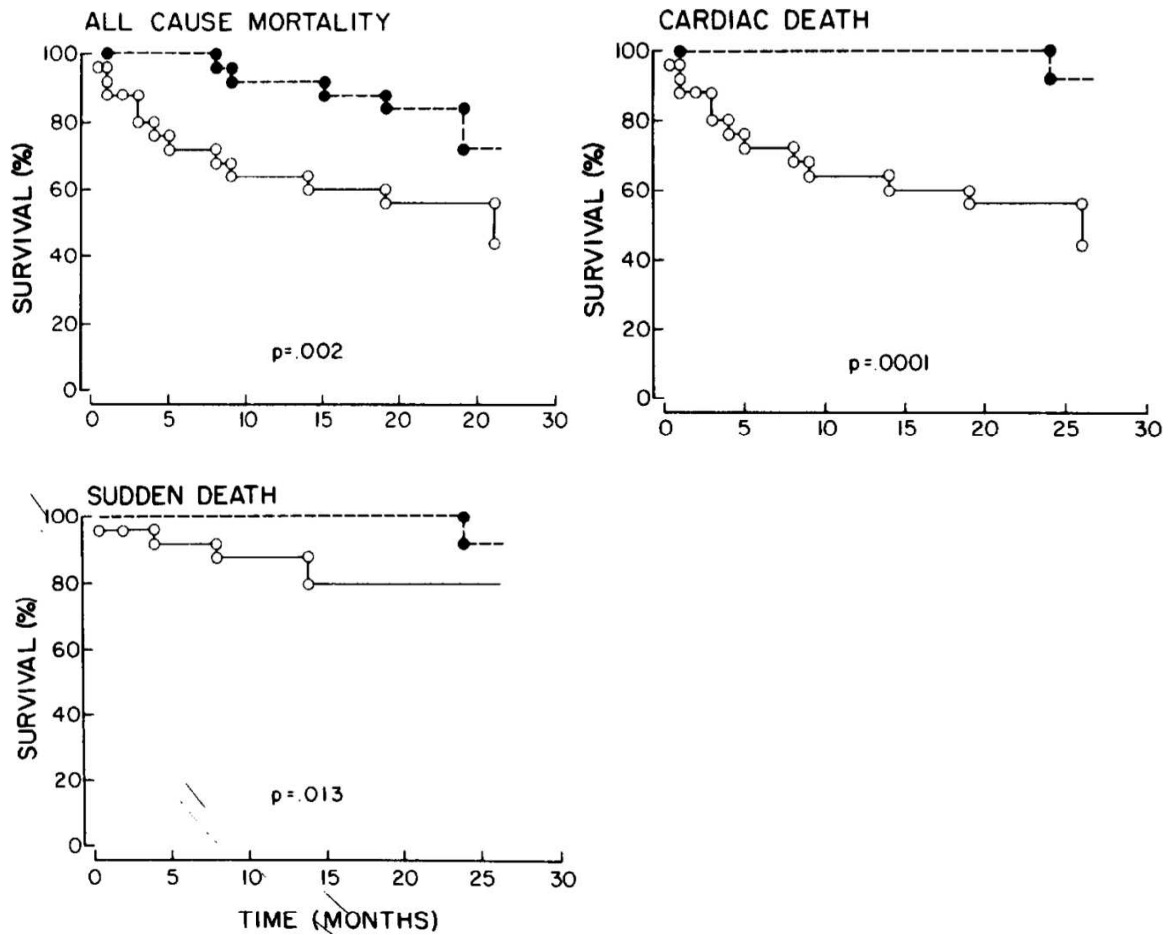 ALL CAUSE MORTALITY
SURVIVAL (%)
100
80
60
40
20
0
p=.002
0 5 10 15 20 20 30
CARDIAC DEATH
SURVIVAL (%)
100
80
60
40
20
0
p=.0001
0 5 10 15 20 25 30
SUDDEN DEATH
SURVIVAL (%)
100
80
60
40
20
0
p=.013
0 5 10 15 20 25 30
TIME (MONTHS)